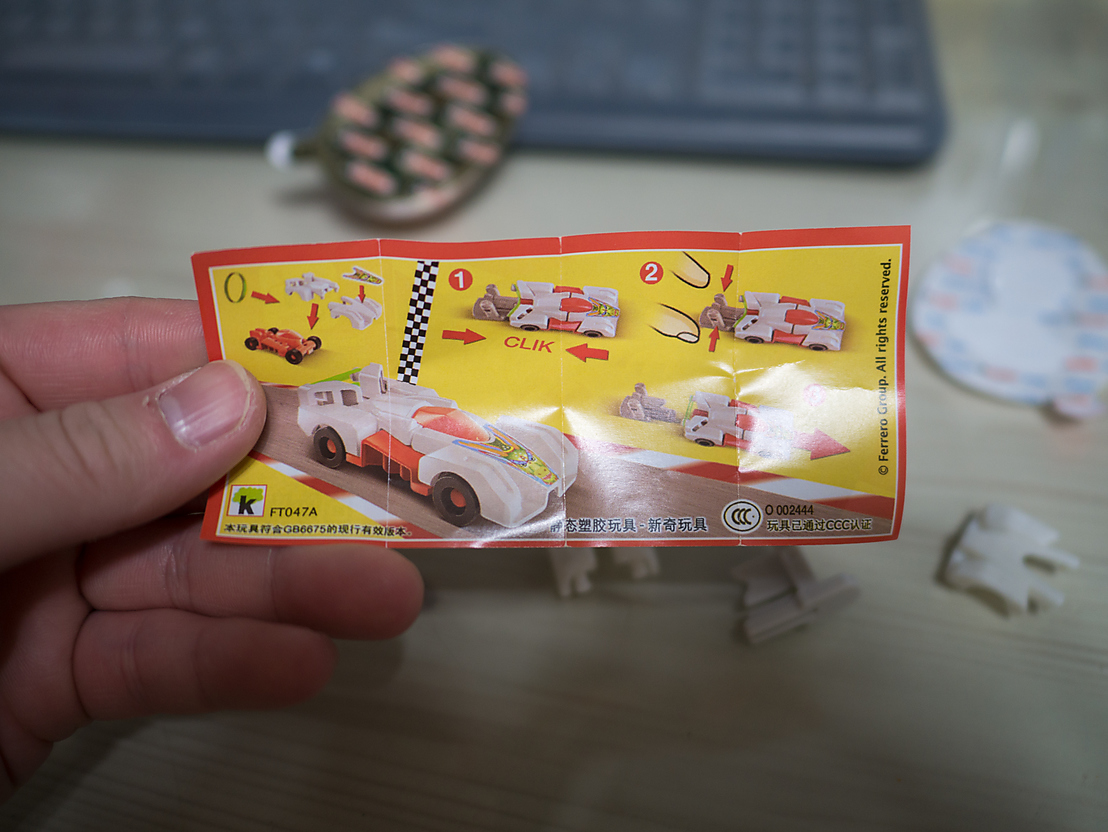 1
2
CLIK
© Ferrero Group. All rights reserved.
K
FT047A
本玩具符合GB6675的现行有效版本。
静态塑胶玩具 - 新奇玩具
CCC
O 002444
玩具已通过CCC认证